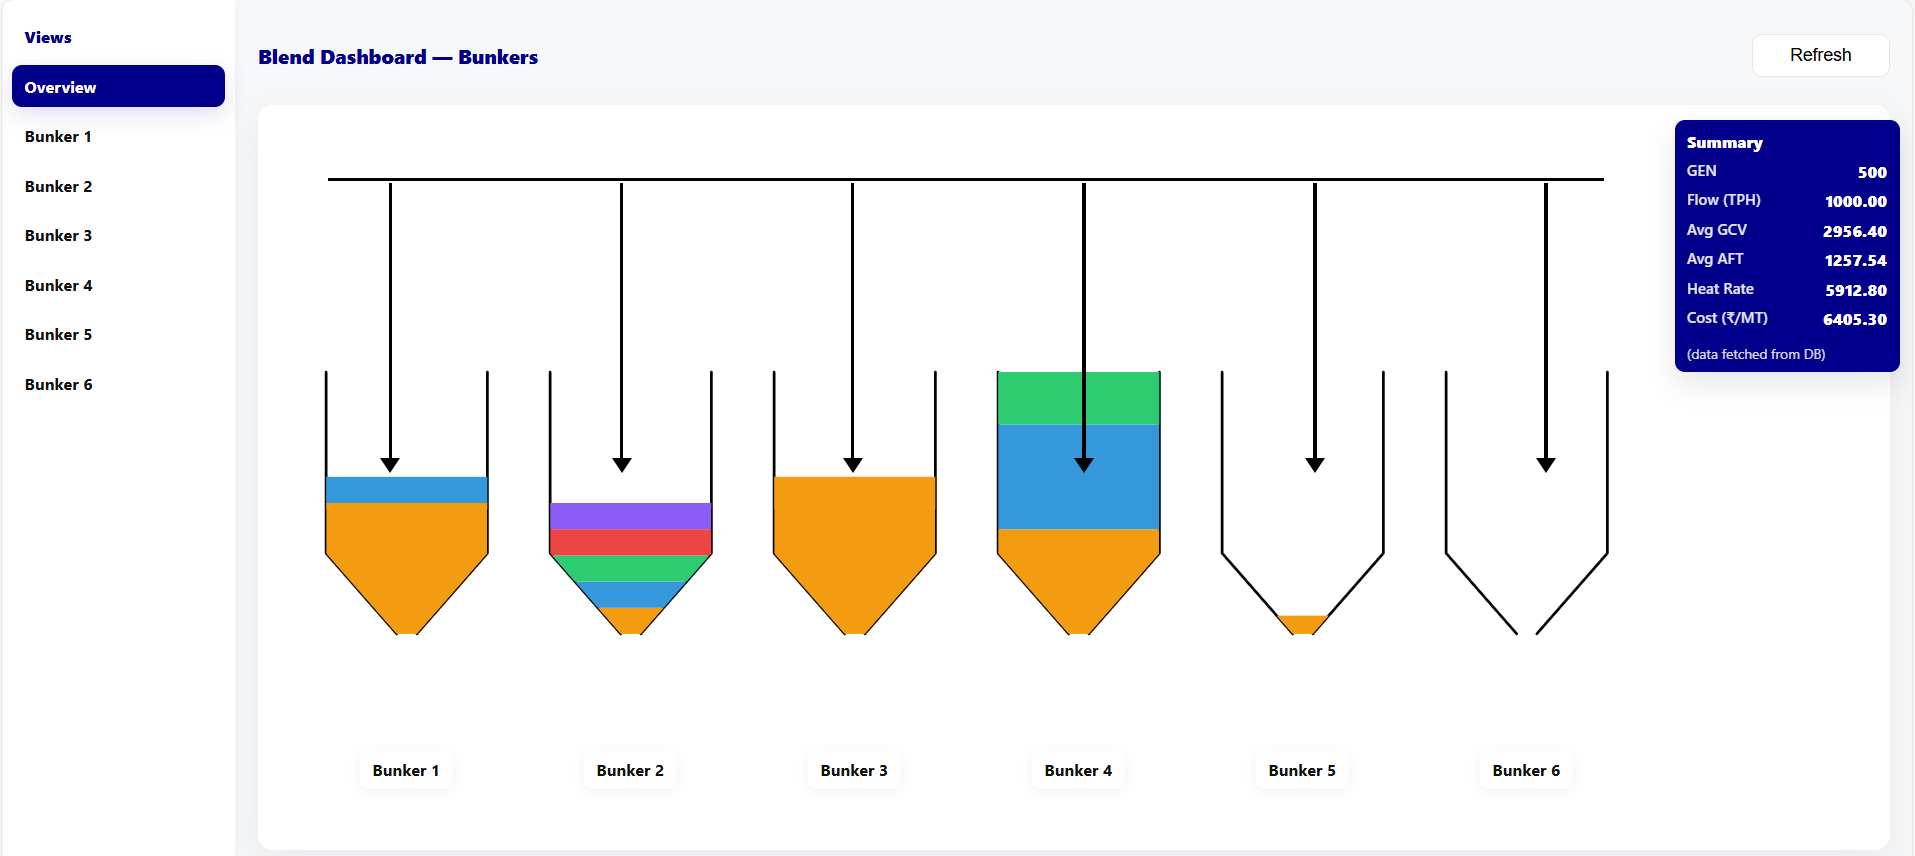 Views
Overview
Bunker 1
Bunker 2
Bunker 3
Bunker 4
Bunker 5
Bunker 6
Blend Dashboard — Bunkers
Refresh
Summary
GEN 500
Flow (TPH) 1000.00
Avg GCV 2956.40
Avg AFT 1257.54
Heat Rate 5912.80
Cost (₹/MT) 6405.30
(data fetched from DB)
Bunker 1 Bunker 2 Bunker 3 Bunker 4 Bunker 5 Bunker 6